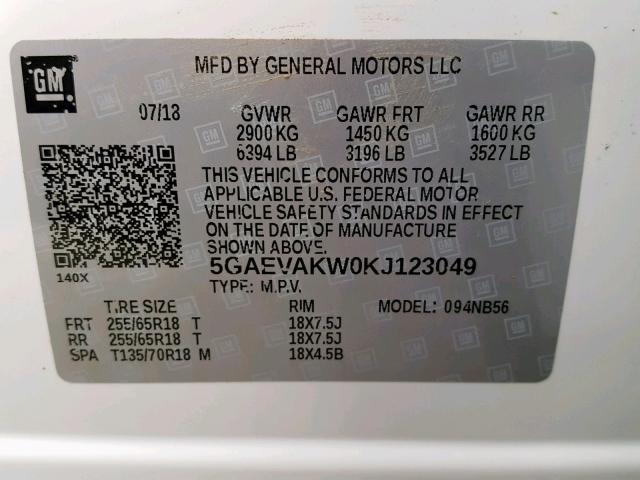 GM
MFD BY GENERAL MOTORS LLC
07/18 GVWR GAWR FRT GAWR RR
2900 KG 1450 KG 1600 KG
6394 LB 3196 LB 3527 LB
THIS VEHICLE CONFORMS TO ALL
APPLICABLE U.S. FEDERAL MOTOR
VEHICLE SAFETY STANDARDS IN EFFECT
ON THE DATE OF MANUFACTURE
SHOWN ABOVE.
5GAEVAKW0KJ123049
140X
TYPE: M.P.V.
TIRE SIZE RIM MODEL: 094NB56
FRT 255/65R18 T 18X7.5J
RR 255/65R18 T 18X7.5J
SPA T135/70R18 M 18X4.5B